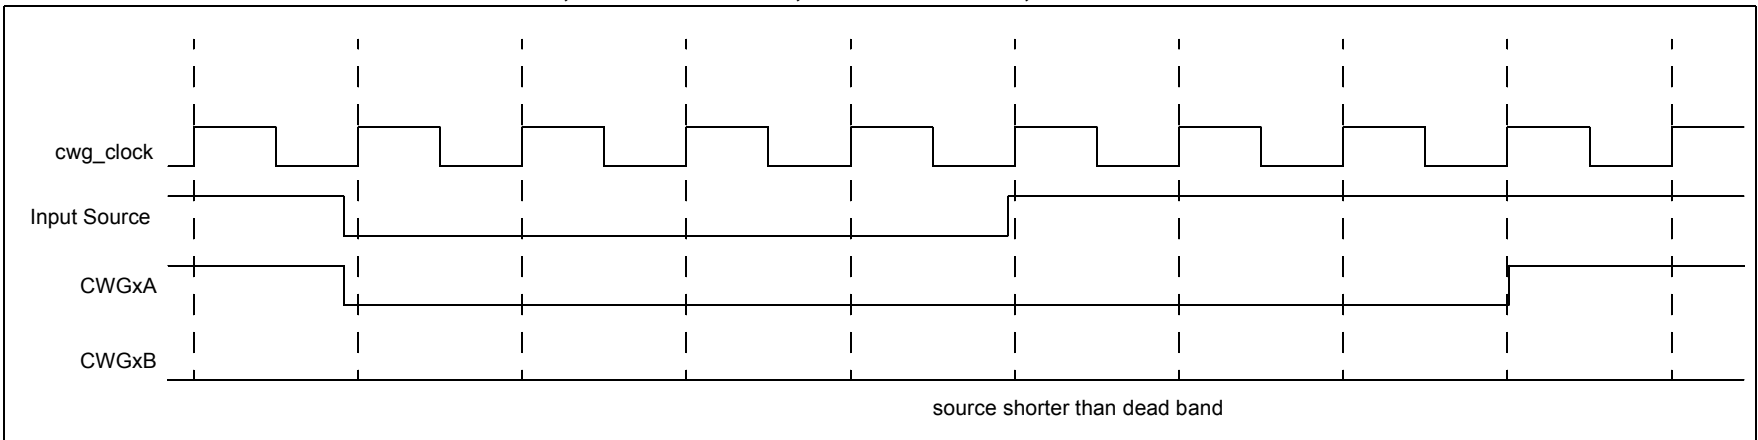 cwg_clock
Input Source
CWGxA
CWGxB
source shorter than dead band